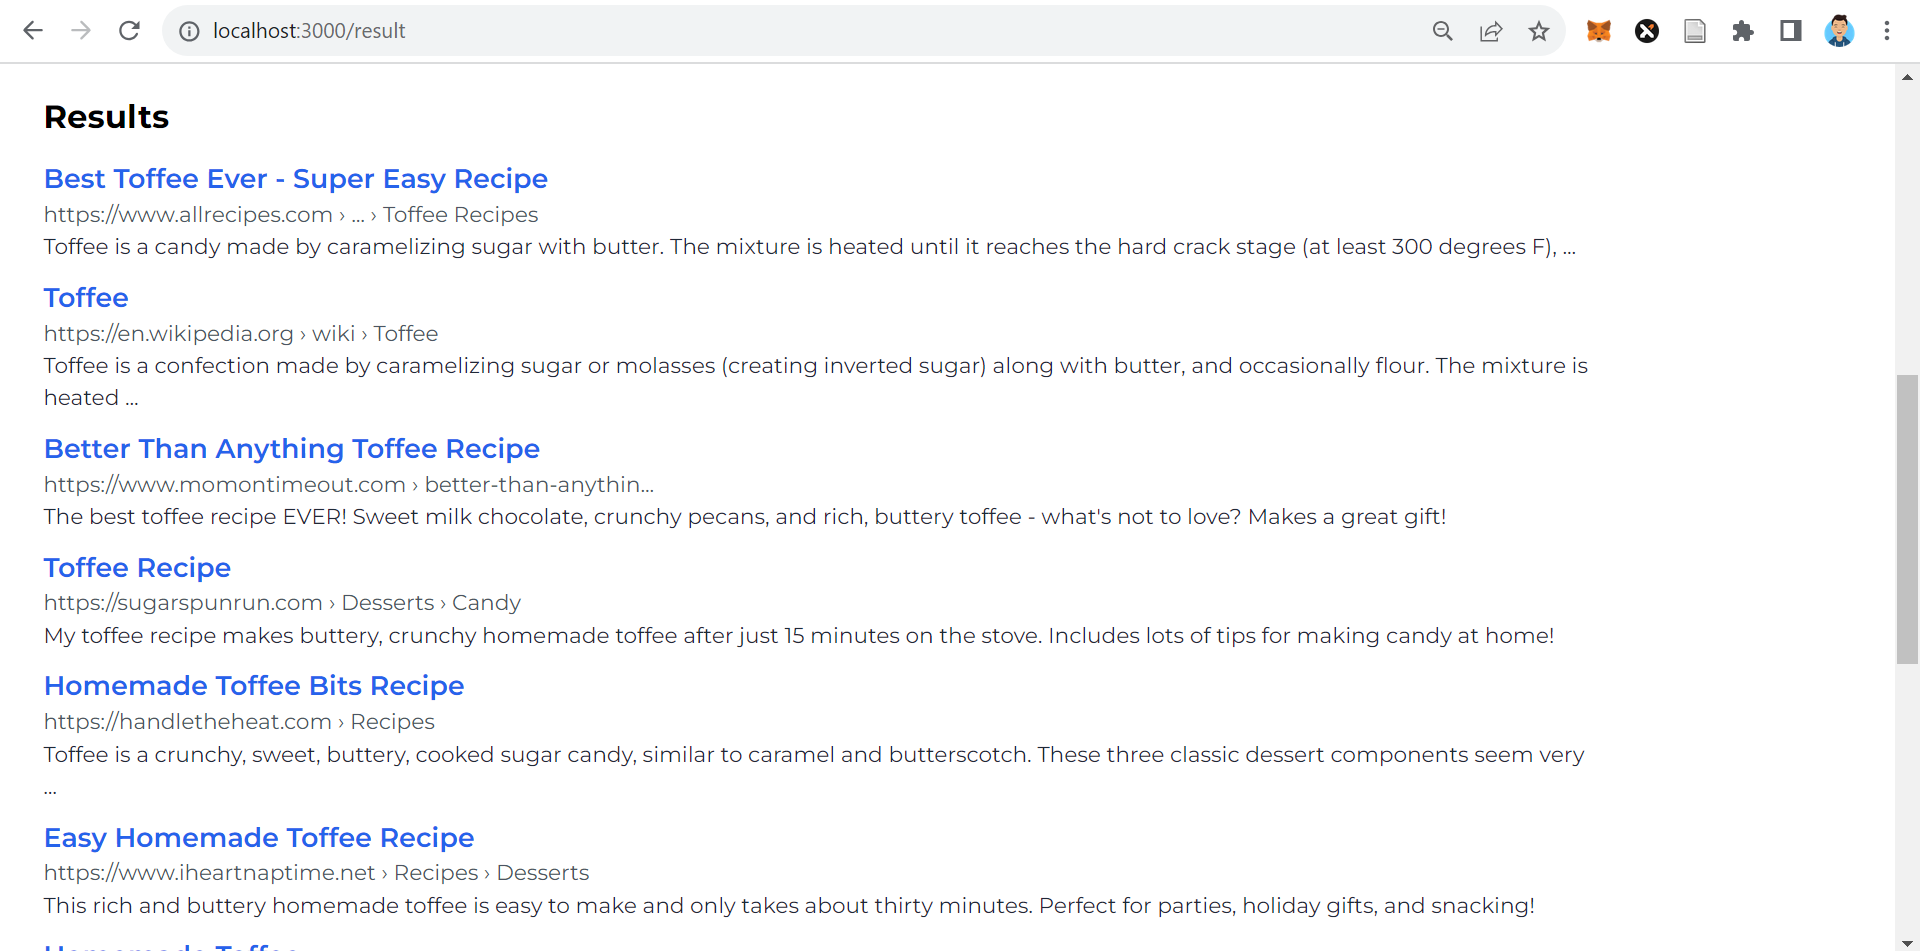 localhost:3000/result
Results
Best Toffee Ever - Super Easy Recipe
https://www.allrecipes.com › ... › Toffee Recipes
Toffee is a candy made by caramelizing sugar with butter. The mixture is heated until it reaches the hard crack stage (at least 300 degrees F), ...
Toffee
https://en.wikipedia.org › wiki › Toffee
Toffee is a confection made by caramelizing sugar or molasses (creating inverted sugar) along with butter, and occasionally flour. The mixture is
heated ...
Better Than Anything Toffee Recipe
https://www.momontimeout.com › better-than-anythin...
The best toffee recipe EVER! Sweet milk chocolate, crunchy pecans, and rich, buttery toffee - what's not to love? Makes a great gift!
Toffee Recipe
https://sugarspunrun.com › Desserts › Candy
My toffee recipe makes buttery, crunchy homemade toffee after just 15 minutes on the stove. Includes lots of tips for making candy at home!
Homemade Toffee Bits Recipe
https://handletheheat.com › Recipes
Toffee is a crunchy, sweet, buttery, cooked sugar candy, similar to caramel and butterscotch. These three classic dessert components seem very
...
Easy Homemade Toffee Recipe
https://www.iheartnaptime.net › Recipes › Desserts
This rich and buttery homemade toffee is easy to make and only takes about thirty minutes. Perfect for parties, holiday gifts, and snacking!
Homemade Toffee